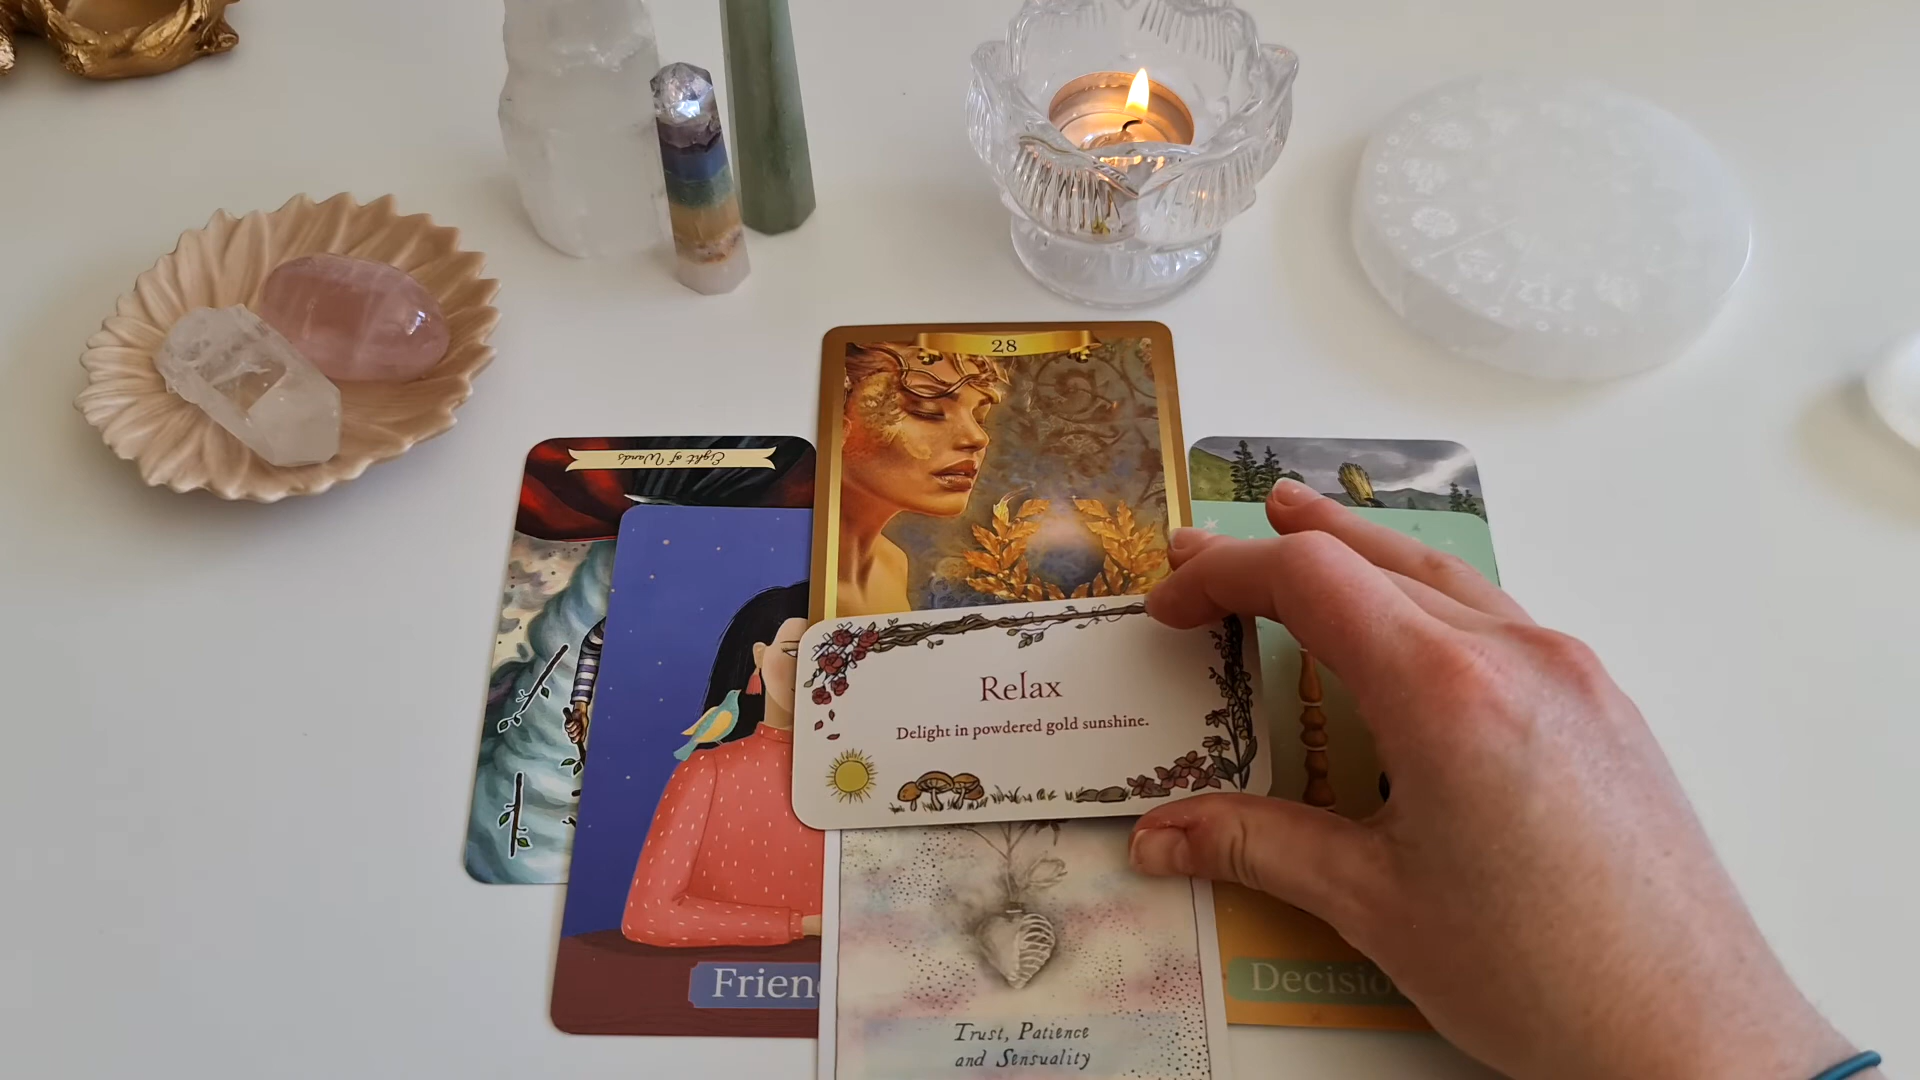 28
Eight of Wands
Relax
Delight in powdered gold sunshine.
Frien
Decisio
Trust, Patience
and Sensuality